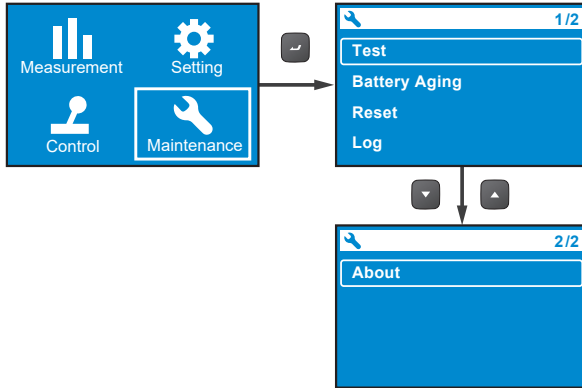 Measurement
Setting
Control
Maintenance
1/2
Test
Battery Aging
Reset
Log
2/2
About